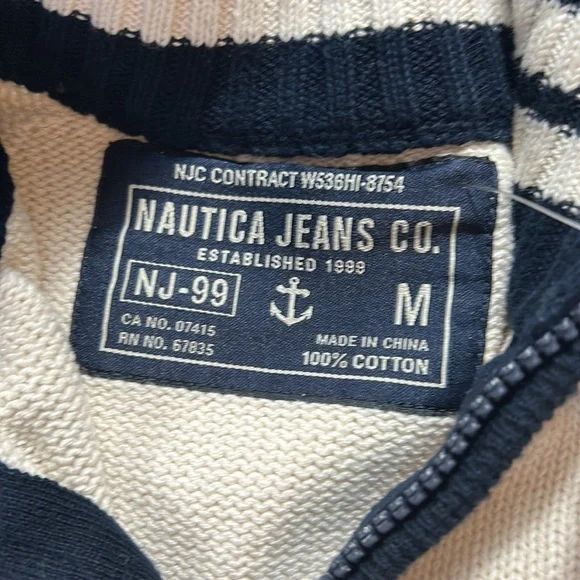 NJC CONTRACT W536HI-8754
NAUTICA JEANS CO.
ESTABLISHED 1999
NJ-99
M
CA NO. 07415
RN NO. 67835
MADE IN CHINA
100% COTTON